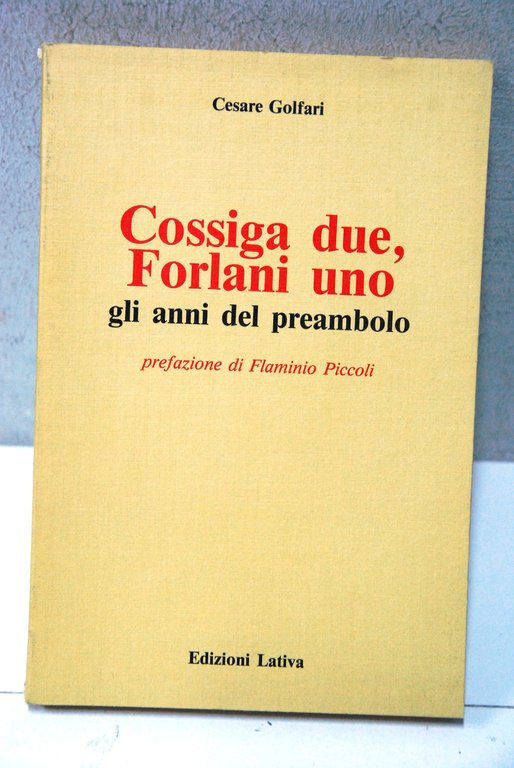 Cesare Golfari
Cossiga due,
Forlani uno
gli anni del preambolo
prefazione di Flaminio Piccoli
Edizioni Lativa